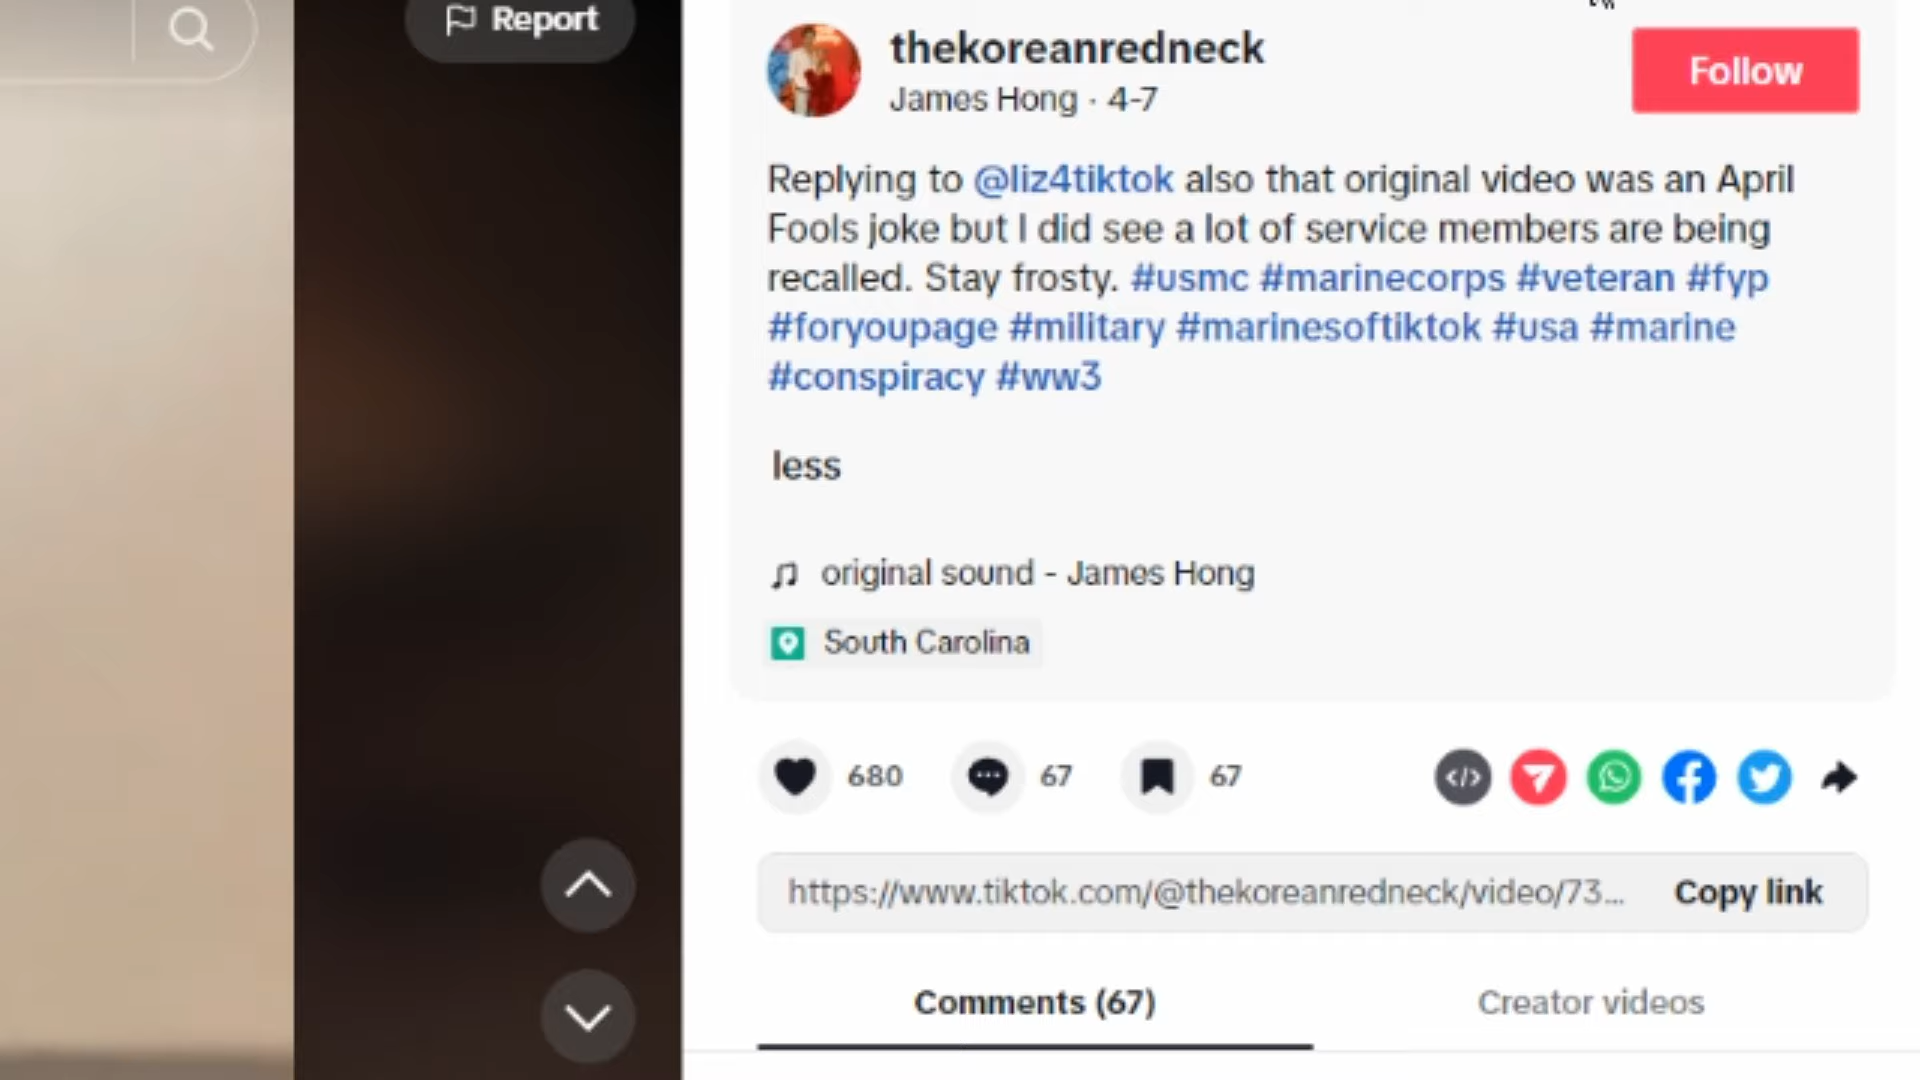 Report
thekoreanredneck
James Hong · 4-7
Follow
Replying to @liz4tiktok also that original video was an April
Fools joke but I did see a lot of service members are being
recalled. Stay frosty. #usmc #marinecorps #veteran #fyp
#foryoupage #military #marinesoftiktok #usa #marine
#conspiracy #ww3
less
original sound - James Hong
South Carolina
680
67
67
https://www.tiktok.com/@thekoreanredneck/video/73...
Copy link
Comments (67)
Creator videos